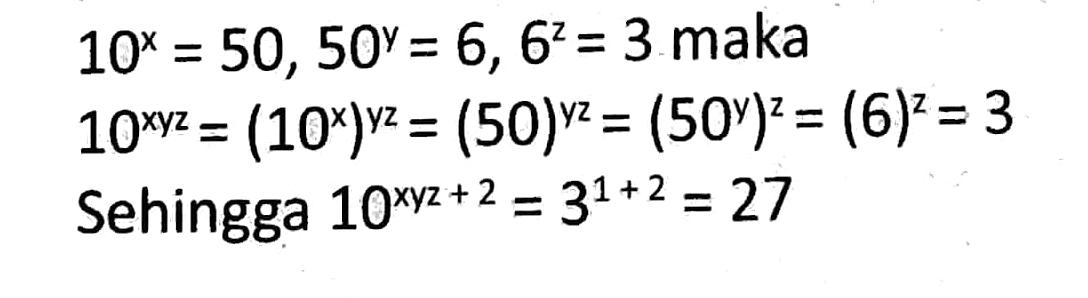 10ˣ = 50, 50ʸ = 6, 6ᶻ = 3 maka
10ˣʸᶻ = (10ˣ)ʸᶻ = (50)ʸᶻ = (50ʸ)ᶻ = (6)ᶻ = 3
Sehingga 10ˣʸᶻ⁺² = 3¹⁺² = 27